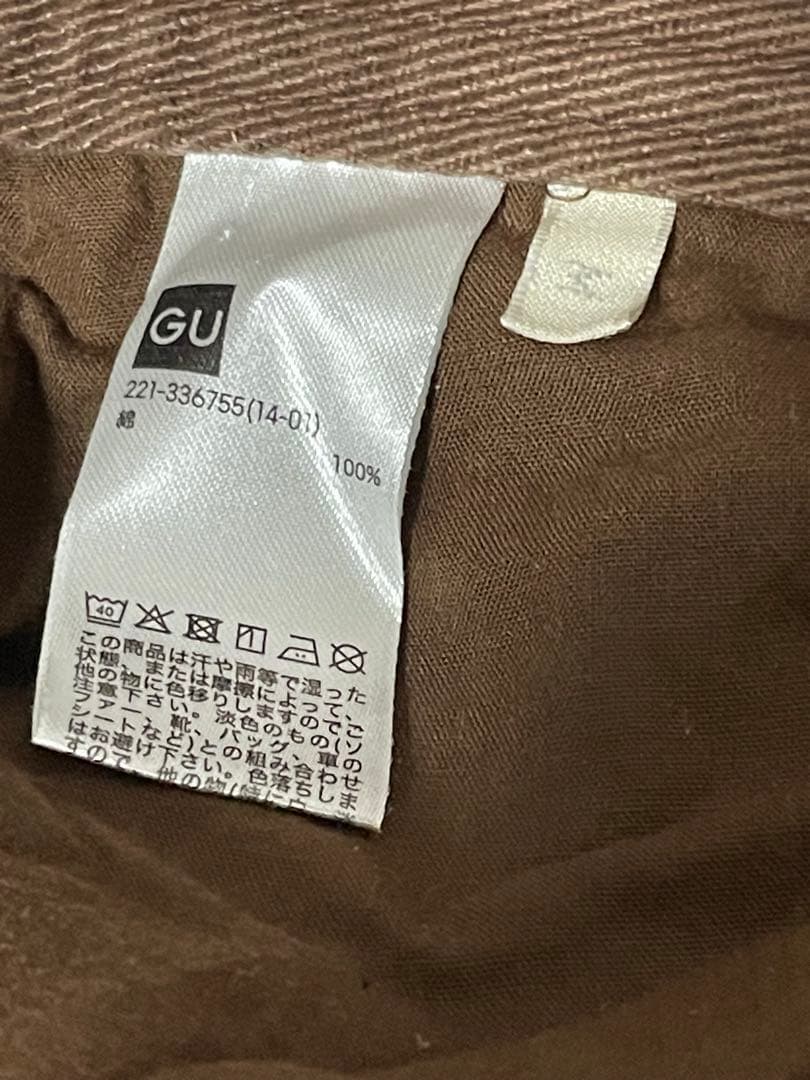 GU
221-336755(14-01)
綿
100%
40
この商品は汗や雨等で湿った
状態、または摩擦によって、
他の物に色移りしますので(
注意下さい。淡色のもの
ファー、靴、バッグ、車
シートなど)との組み合わせ
はお避け下さい。色落ちしま
すので、他の物(特に